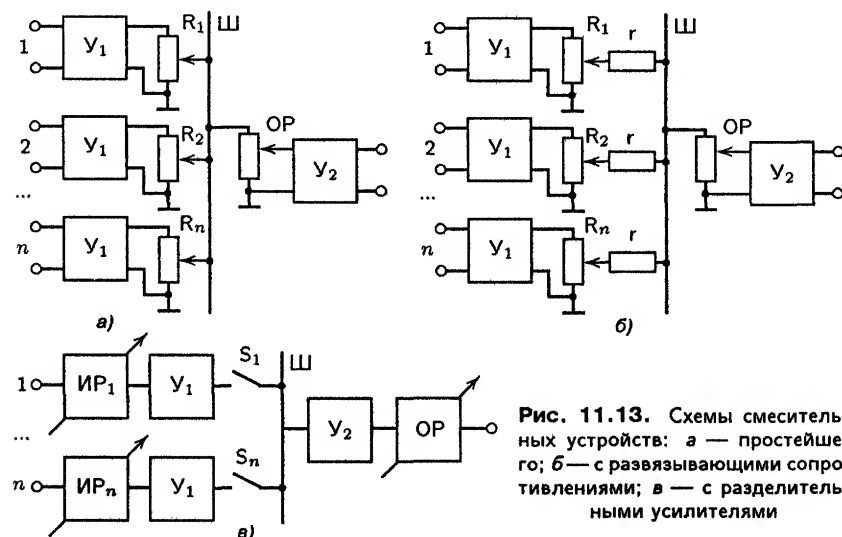 R₁ Ш
1 У₁
R₂ ОР
2 У₁ У₂
...
Rₙ
n У₁
а)
R₁ r Ш
1 У₁
R₂ r ОР
2 У₁ У₂
...
Rₙ r
n У₁
б)
S₁ Ш
1 ИР₁ У₁
... У₂ ОР
Sₙ
n ИРₙ У₁
в)
Рис. 11.13. Схемы смеситель-
ных устройств: а — простейше-
го; б — с развязывающими сопро-
тивлениями; в — с разделитель-
ными усилителями